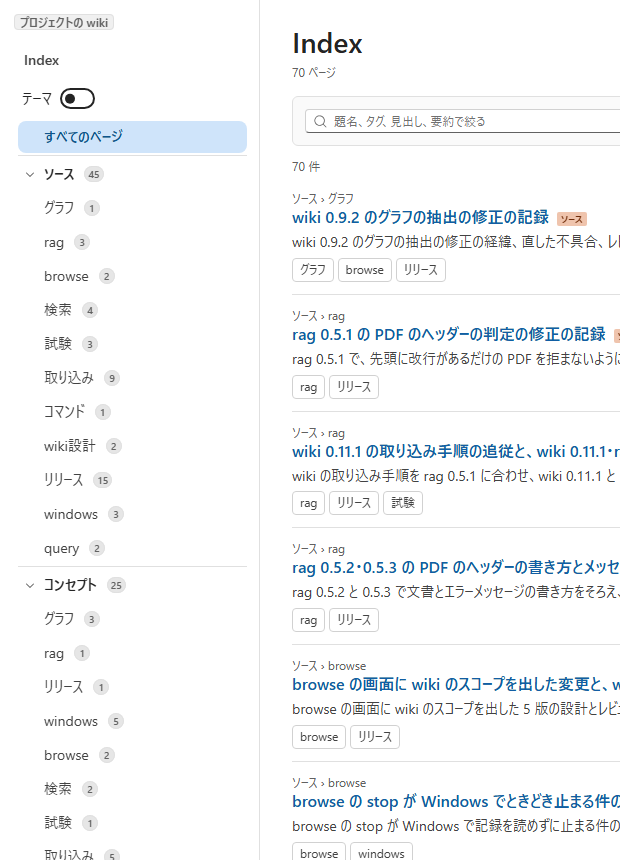 プロジェクトの wiki
Index
テーマ
すべてのページ
ソース 45
グラフ 1
rag 3
browse 2
検索 4
試験 3
取り込み 9
コマンド 1
wiki設計 2
リリース 15
windows 3
query 2
コンセプト 25
グラフ 3
rag 1
リリース 1
windows 5
browse 2
検索 2
試験 1
取り込み 5
Index
70 ページ
題名、タグ、見出し、要約で絞る
70 件
ソース › グラフ
wiki 0.9.2 のグラフの抽出の修正の記録 ソース
wiki 0.9.2 のグラフの抽出の修正の経緯、直した不具合、レ
グラフ browse リリース
ソース › rag
rag 0.5.1 の PDF のヘッダーの判定の修正の記録
rag 0.5.1 で、先頭に改行があるだけの PDF を拒まないように
rag リリース
ソース › rag
wiki 0.11.1 の取り込み手順の追従と、wiki 0.11.1・r
wiki の取り込み手順を rag 0.5.1 に合わせ、wiki 0.11.1 と
rag リリース 試験
ソース › rag
rag 0.5.2・0.5.3 の PDF のヘッダーの書き方とメッセ
rag 0.5.2 と 0.5.3 で文書とエラーメッセージの書き方をそろえ、
rag リリース
ソース › browse
browse の画面に wiki のスコープを出した変更と、w
browse の画面に wiki のスコープを出した 5 版の設計とレビ
browse リリース
ソース › browse
browse の stop が Windows でときどき止まる件の
browse の stop が Windows で記録を読めずに止まる件の
browse windows